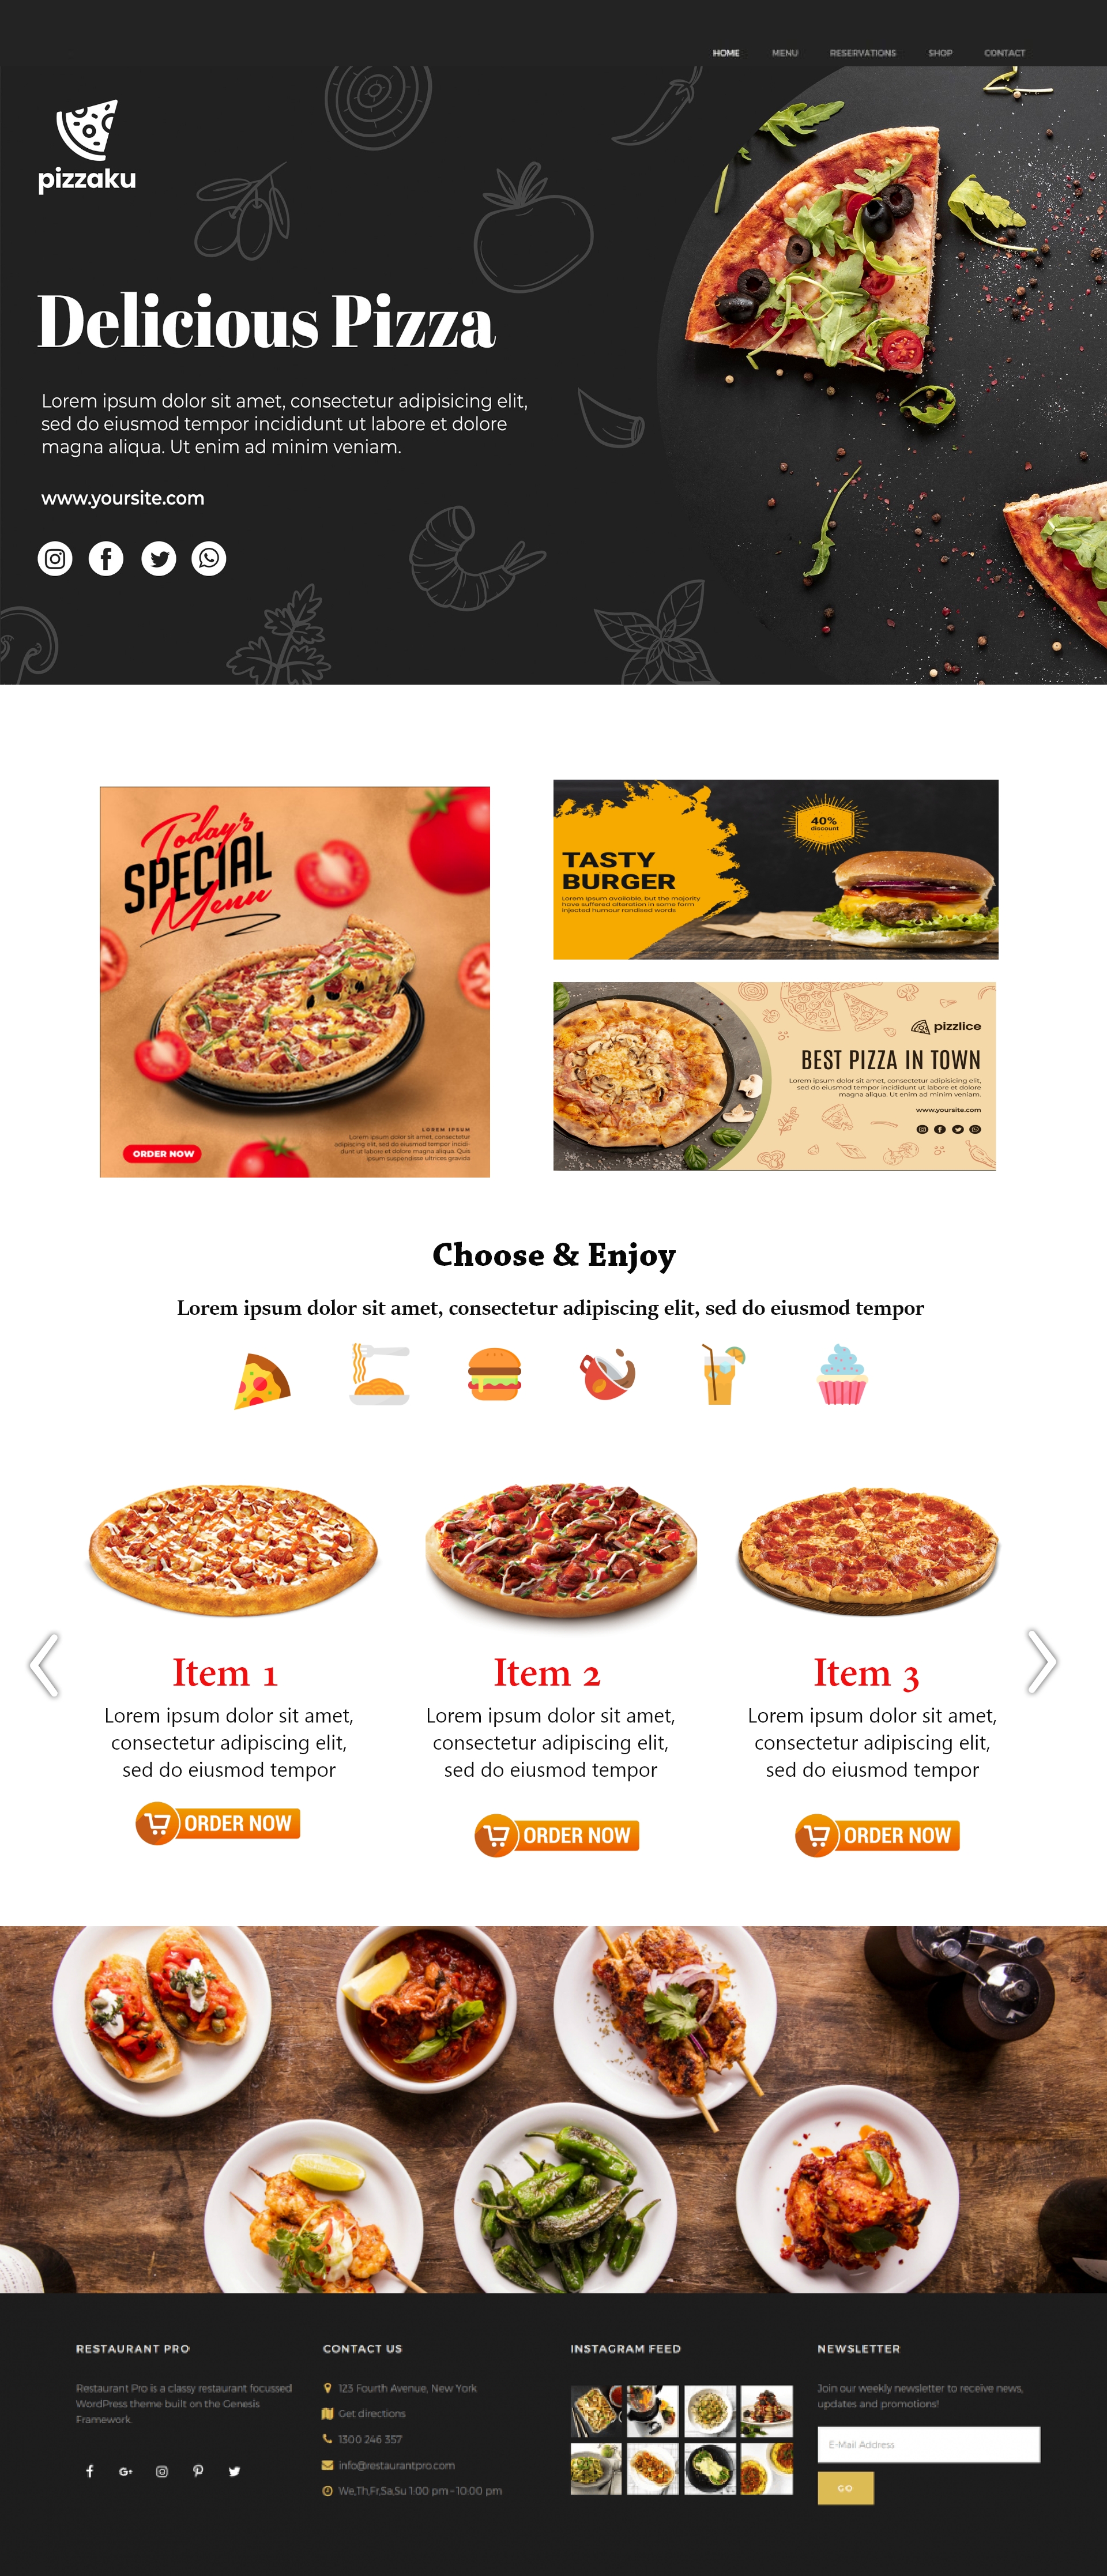 HOME MENU RESERVATIONS SHOP CONTACT
pizzaku
Delicious Pizza
Lorem ipsum dolor sit amet, consectetur adipisicing elit,
sed do eiusmod tempor incididunt ut labore et dolore
magna aliqua. Ut enim ad minim veniam.
www.yoursite.com
Today's
SPECIAL
Menu
LOREM IPSUM
Lorem ipsum dolor sit amet, consectetur
adipiscing elit, sed do eiusmod tempor incidi-
dunt ut labore et dolore magna aliqua. Quis
ipsum suspendisse ultrices gravida
ORDER NOW
40%
discount
TASTY
BURGER
Lorem Ipsum available, but the majority
have suffered alteration in some form
injected humour randised words
pizzlice
BEST PIZZA IN TOWN
Lorem ipsum dolor sit amet, consectetur adipisicing elit,
sed do eiusmod tempor incididunt ut labore et dolore
magna aliqua. Ut enim ad minim veniam.
www.yoursite.com
Choose & Enjoy
Lorem ipsum dolor sit amet, consectetur adipiscing elit, sed do eiusmod tempor
Item 1
Lorem ipsum dolor sit amet,
consectetur adipiscing elit,
sed do eiusmod tempor
ORDER NOW
Item 2
Lorem ipsum dolor sit amet,
consectetur adipiscing elit,
sed do eiusmod tempor
ORDER NOW
Item 3
Lorem ipsum dolor sit amet,
consectetur adipiscing elit,
sed do eiusmod tempor
ORDER NOW
RESTAURANT PRO
Restaurant Pro is a classy restaurant focussed
WordPress theme built on the Genesis
Framework.
CONTACT US
123 Fourth Avenue, New York
Get directions
1300 246 357
info@restaurantpro.com
We,Th,Fr,Sa,Su 1:00 pm - 10:00 pm
INSTAGRAM FEED
NEWSLETTER
Join our weekly newsletter to receive news,
updates and promotions!
E-Mail Address
GO